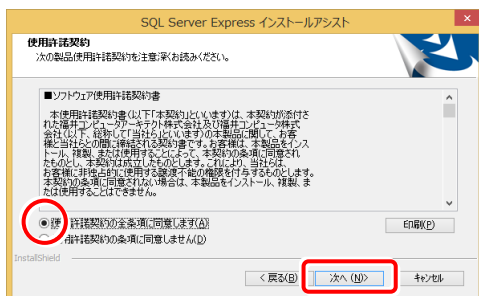 SQL Server Express インストールアシスト
使用許諾契約
次の製品使用許諾契約を注意深くお読みください。
■ソフトウェア使用許諾契約書
本使用許諾契約書(以下「本契約」といいます)は、本契約が添付さ
れた福井コンピュータアーキテクト株式会社及び福井コンピュータ株式
会社(以下、総称して「当社ら」といいます)の本製品に関して、お客
様と当社らとの間に締結される契約書です。お客様は、本製品をインス
トール、複製、または使用することによって、本契約の条項に同意され
たものとし、本契約は成立したものとします。これにより、当社らは、
お客様に非独占的に使用する譲渡不能の権限を付与するものとします。
本契約の条項に同意されない場合は、本製品をインストール、複製、ま
たは使用することはできません。
使用許諾契約の全条項に同意します(A)
印刷(P)
使用許諾契約の条項に同意しません(D)
InstallShield
< 戻る(B)
次へ (N)>
キャンセル